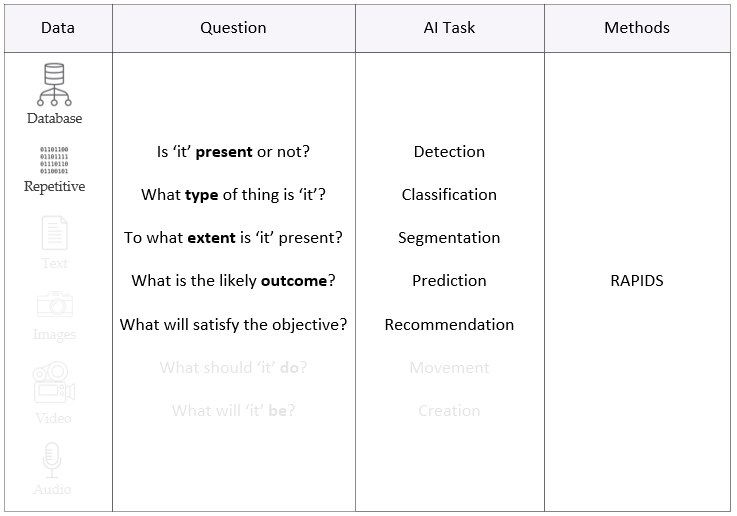 Data Question AI Task Methods
Database
01101100
01101111
01110110
01100101
Repetitive
Text
Images
Video
Audio
Is ‘it’ present or not? Detection
What type of thing is ‘it’? Classification
To what extent is ‘it’ present? Segmentation
What is the likely outcome? Prediction RAPIDS
What will satisfy the objective? Recommendation
What should ‘it’ do? Movement
What will ‘it’ be? Creation